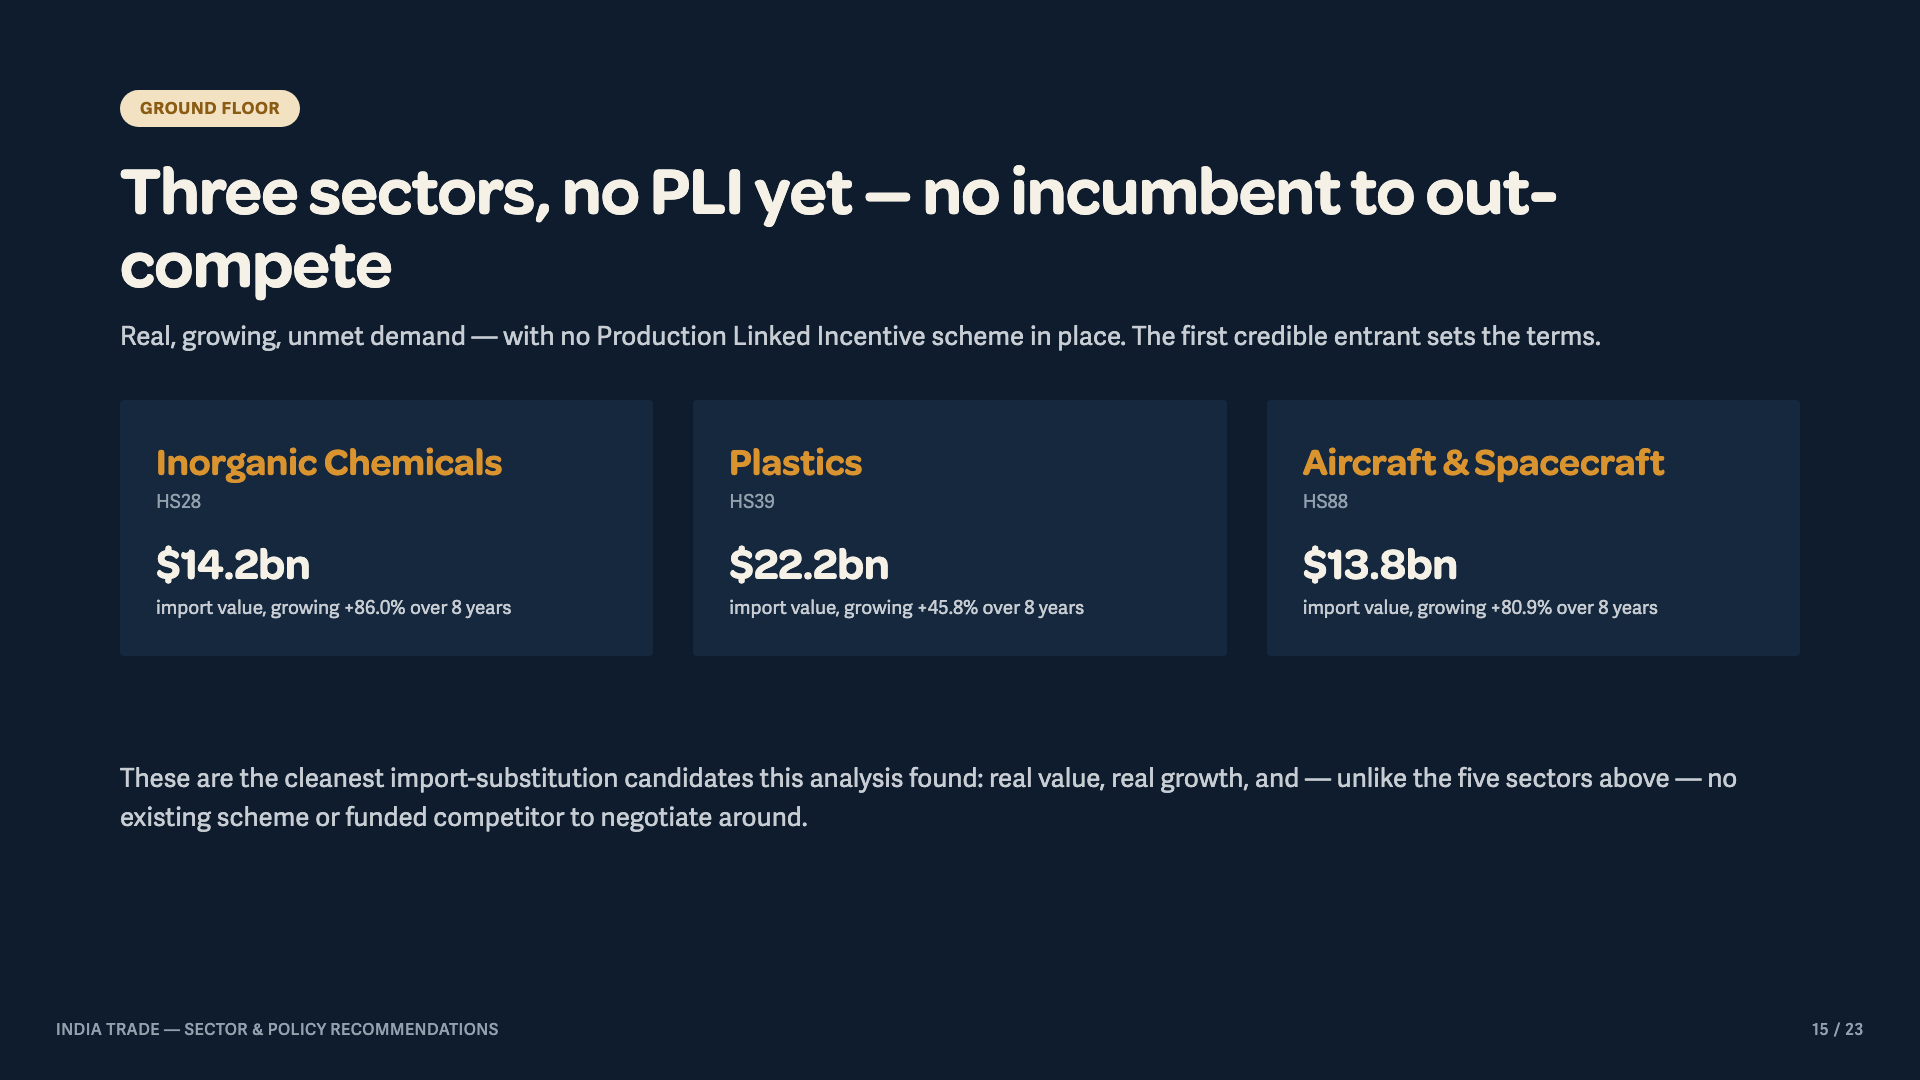 GROUND FLOOR
Three sectors, no PLI yet — no incumbent to out-
compete
Real, growing, unmet demand — with no Production Linked Incentive scheme in place. The first credible entrant sets the terms.
Inorganic Chemicals
HS28
$14.2bn
import value, growing +86.0% over 8 years
Plastics
HS39
$22.2bn
import value, growing +45.8% over 8 years
Aircraft & Spacecraft
HS88
$13.8bn
import value, growing +80.9% over 8 years
These are the cleanest import-substitution candidates this analysis found: real value, real growth, and — unlike the five sectors above — no
existing scheme or funded competitor to negotiate around.
INDIA TRADE — SECTOR & POLICY RECOMMENDATIONS
15 / 23